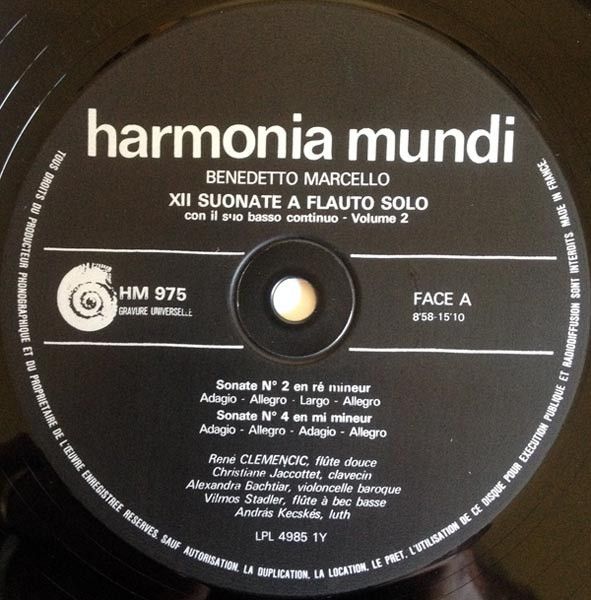 harmonia mundi
BENEDETTO MARCELLO
XII SUONATE A FLAUTO SOLO
con il suo basso continuo - Volume 2
HM 975
GRAVURE UNIVERSELLE
FACE A
8'58-15'10
Sonate N° 2 en ré mineur
Adagio - Allegro - Largo - Allegro
Sonate N° 4 en mi mineur
Adagio - Allegro - Adagio - Allegro
René CLEMENCIC, flûte douce
Christiane Jaccottet, clavecin
Alexandra Bachtiar, violoncelle baroque
Vilmos Stadler, flûte à bec basse
András Kecskés, luth
LPL 4985 1Y
TOUS DROITS DU PRODUCTEUR PHONOGRAPHIQUE ET DU PROPRIETAIRE DE L'ŒUVRE ENREGISTREE RESERVES. SAUF AUTORISATION, LA DUPLICATION, LA LOCATION, LE PRET, L'UTILISATION DE CE DISQUE POUR EXECUTION PUBLIQUE ET RADIODIFFUSION SONT INTERDITS MADE IN FRANCE.